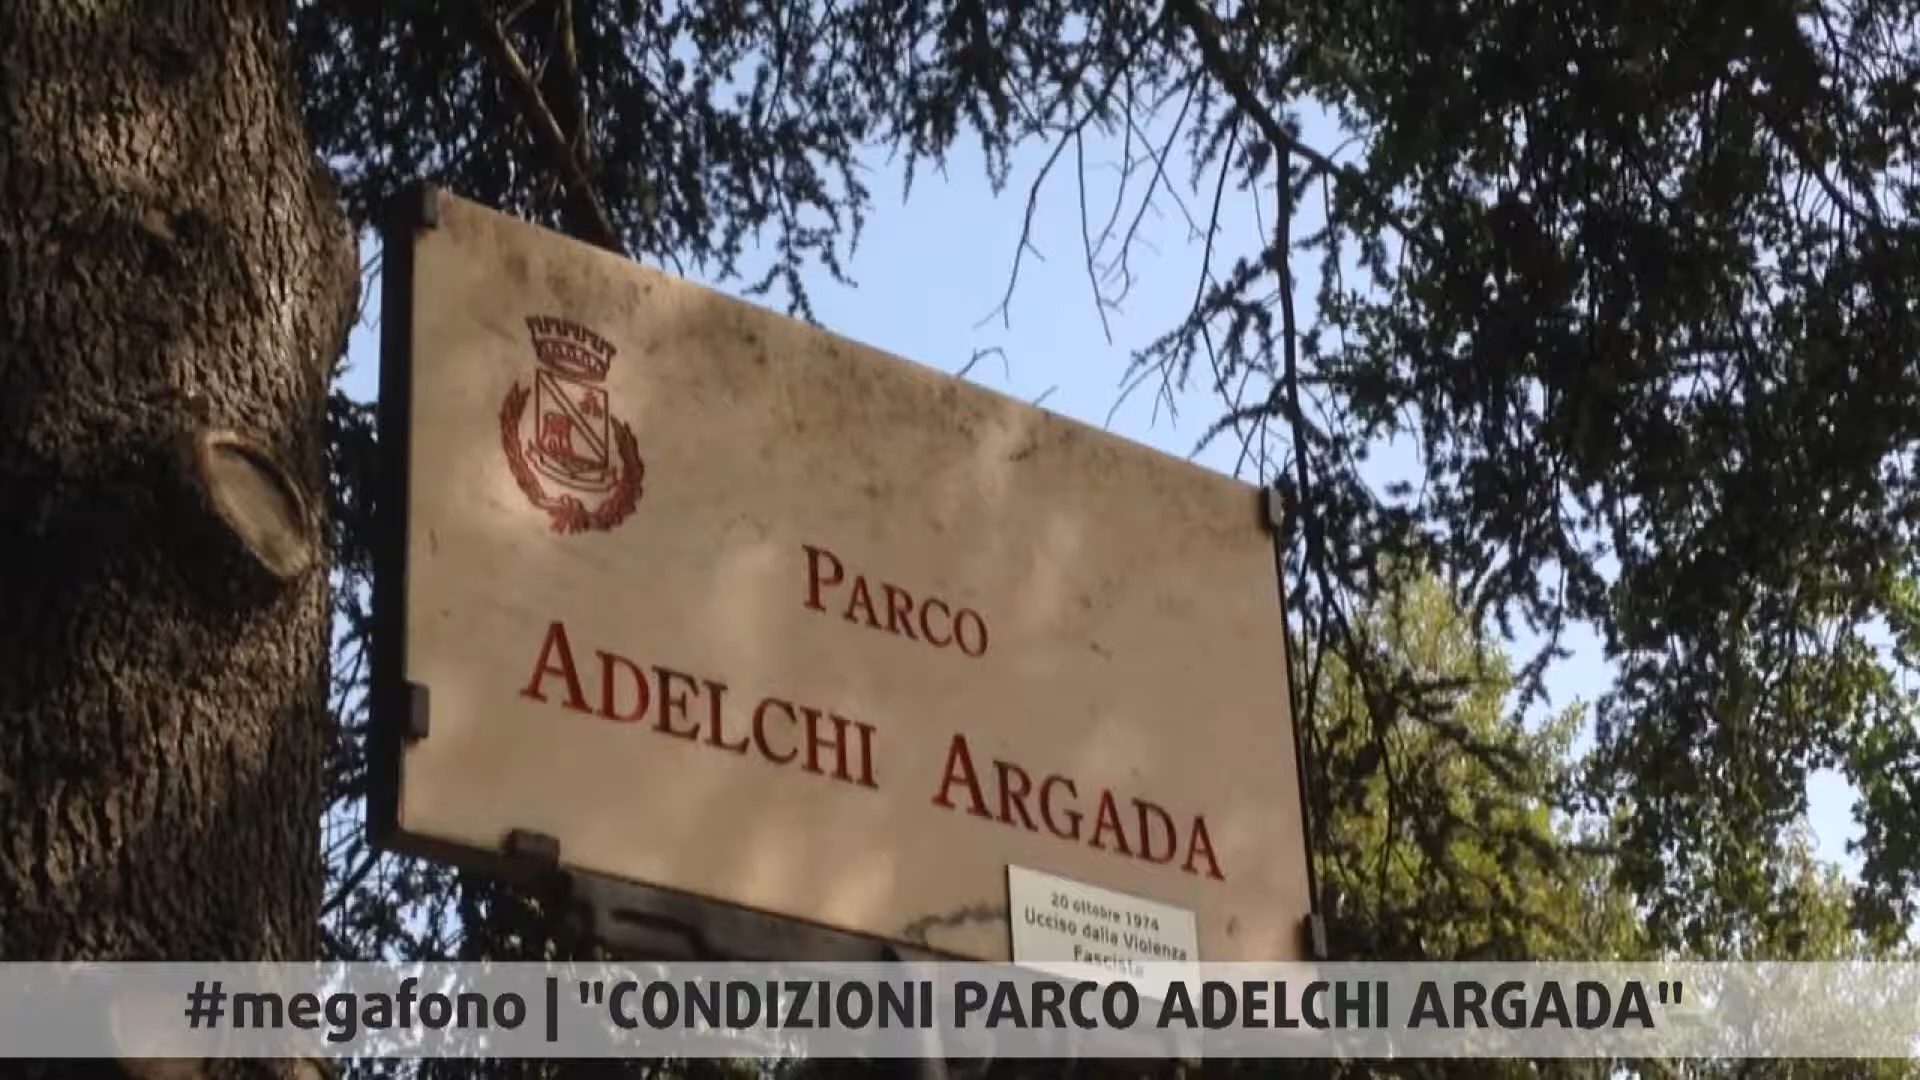 PARCO
ADELCHI ARGADA
20 ottobre 1974
Ucciso dalla Violenza
Fascista
#megafono | "CONDIZIONI PARCO ADELCHI ARGADA"